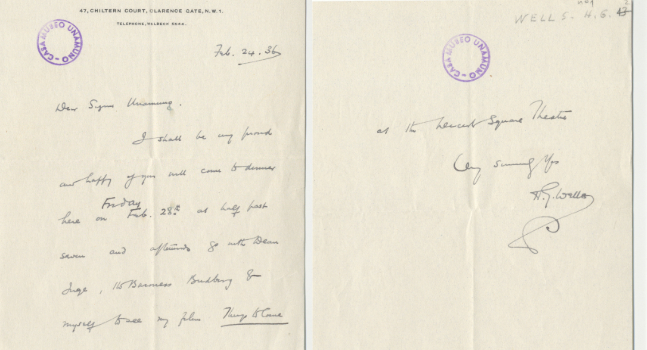 47, CHILTERN COURT, CLARENCE GATE, N.W.1.
TELEPHONE, WELBECK
CASA MUSEO UNAMUNO
Feb. 24. 36
Dear Signor Unamuno,
I shall be very proud
and happy if you will come to dinner
here on Friday Feb. 28th at half past
seven and afterwards go with Dean
Inge, the Baroness Budberg &
myself to see my film Things to Come
WELLS, H.G.
CASA MUSEO UNAMUNO
at the Leicester Square Theatre
Very sincerely yrs
H.G. Wells